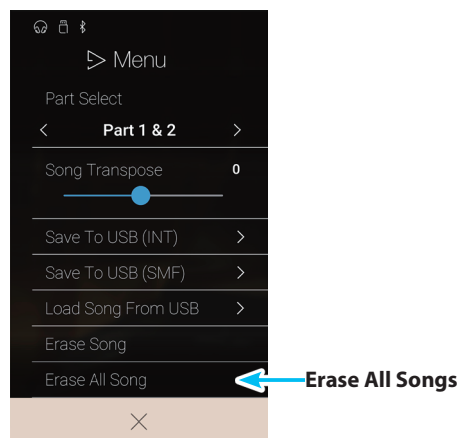 Menu
Part Select
< Part 1 & 2 >
Song Transpose 0
Save To USB (INT) >
Save To USB (SMF) >
Load Song From USB >
Erase Song
Erase All Song
Erase All Songs